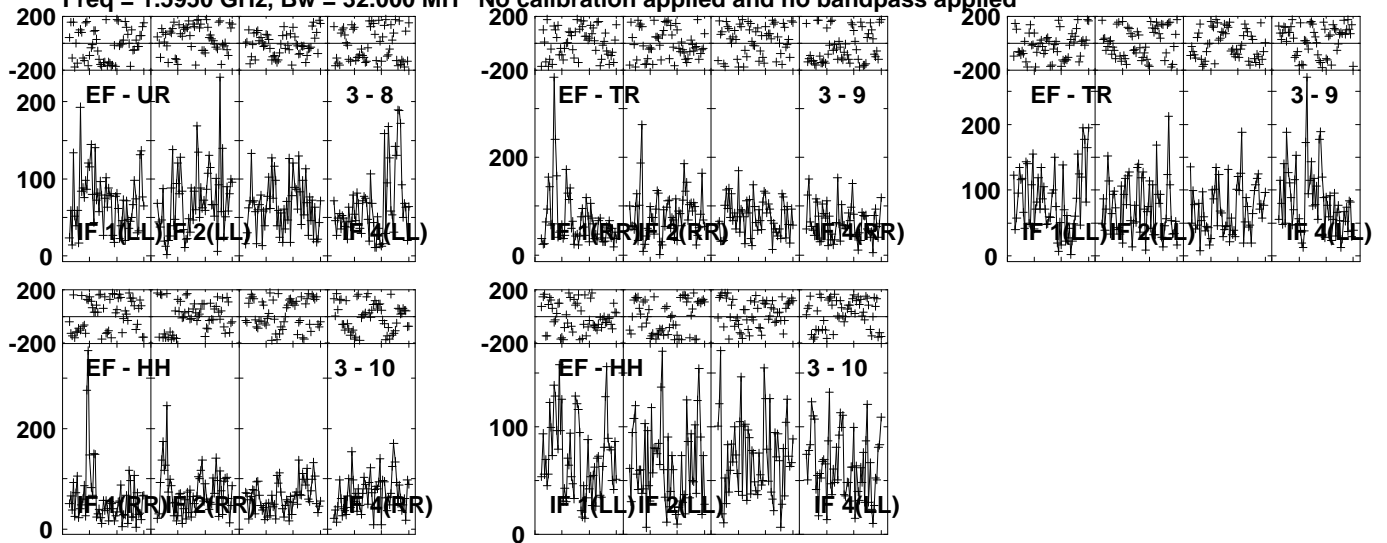 Freq = 1.5950 GHz, Bw = 32.000 MH No calibration applied and no bandpass applied
200
-200
200
100
0
EF - UR 3 - 8
IF 1(LL) IF 2(LL) IF 4(LL)
200
-200
200
0
EF - TR 3 - 9
IF 1(RR) IF 2(RR) IF 4(RR)
200
-200
200
100
0
EF - TR 3 - 9
IF 1(LL) IF 2(LL) IF 4(LL)
200
-200
200
0
EF - HH 3 - 10
IF 1(RR) IF 2(RR) IF 4(RR)
200
-200
100
0
EF - HH 3 - 10
IF 1(LL) IF 2(LL) IF 4(LL)